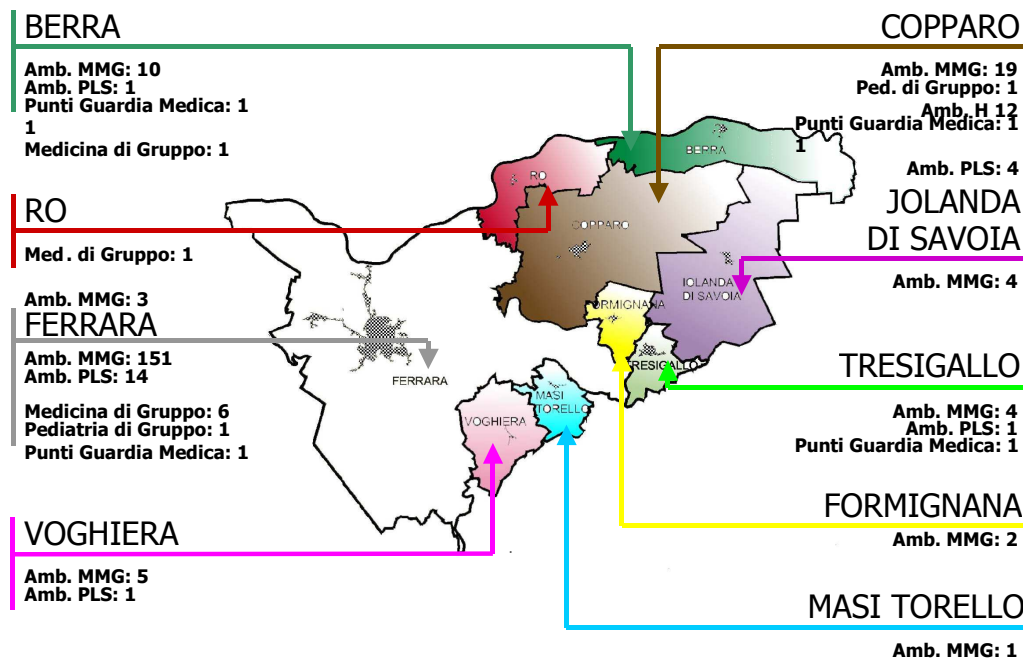 BERRA
Amb. MMG: 10
Amb. PLS: 1
Punti Guardia Medica: 1
1
Medicina di Gruppo: 1
COPPARO
Amb. MMG: 19
Ped. di Gruppo: 1
Amb. H 12
Punti Guardia Medica: 1
1
Amb. PLS: 4
RO
Med. di Gruppo: 1
Amb. MMG: 3
JOLANDA
DI SAVOIA
Amb. MMG: 4
FERRARA
Amb. MMG: 151
Amb. PLS: 14
Medicina di Gruppo: 6
Pediatria di Gruppo: 1
Punti Guardia Medica: 1
TRESIGALLO
Amb. MMG: 4
Amb. PLS: 1
Punti Guardia Medica: 1
VOGHIERA
Amb. MMG: 5
Amb. PLS: 1
FORMIGNANA
Amb. MMG: 2
MASI TORELLO
Amb. MMG: 1
BERRA
RO
COPPARO
IOLANDA
DI SAVOIA
FORMIGNANA
TRESIGALLO
FERRARA
MASI
TORELLO
VOGHIERA